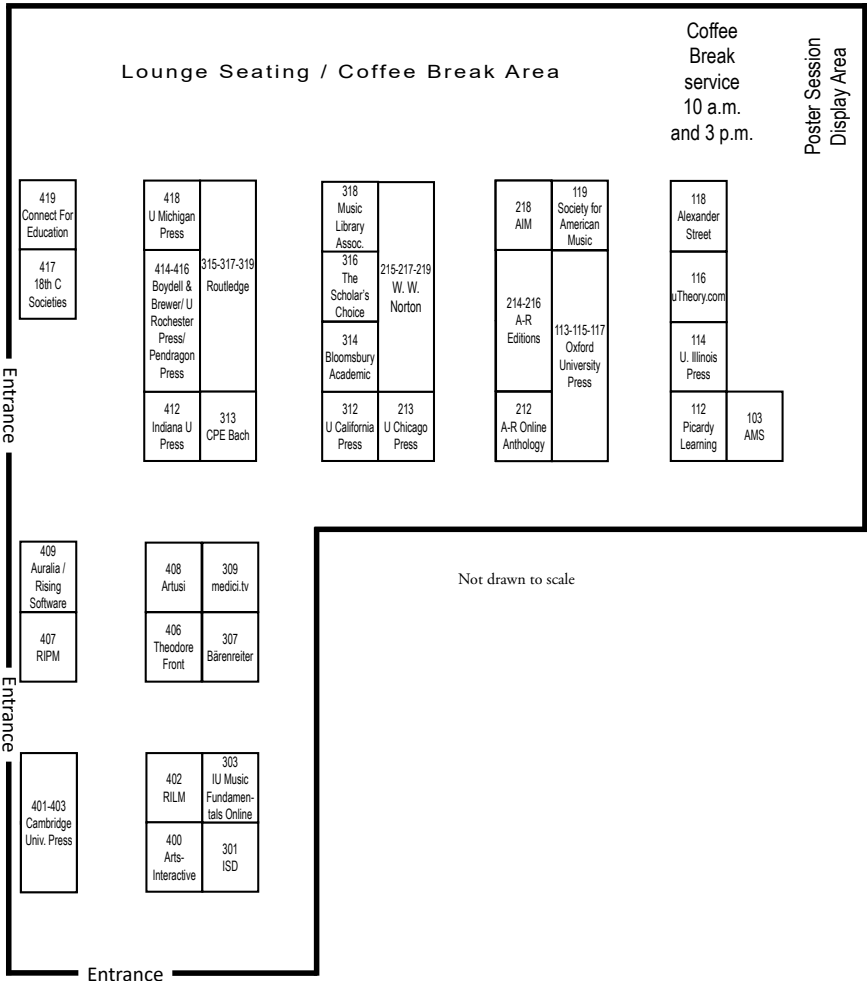 Lounge Seating / Coffee Break Area
Coffee
Break
service
10 a.m.
and 3 p.m.
Poster Session
Display Area
419
Connect For
Education
417
18th C
Societies
418
U Michigan
Press
414-416
Boydell &
Brewer/ U
Rochester
Press/
Pendragon
Press
315-317-319
Routledge
412
Indiana U
Press
313
CPE Bach
318
Music
Library
Assoc.
316
The
Scholar's
Choice
314
Bloomsbury
Academic
215-217-219
W. W.
Norton
312
U California
Press
213
U Chicago
Press
218
AIM
119
Society for
American
Music
214-216
A-R
Editions
113-115-117
Oxford
University
Press
212
A-R Online
Anthology
118
Alexander
Street
116
uTheory.com
114
U. Illinois
Press
112
Picardy
Learning
103
AMS
Entrance
409
Auralia /
Rising
Software
407
RIPM
408
Artusi
309
medici.tv
406
Theodore
Front
307
Bärenreiter
Not drawn to scale
Entrance
401-403
Cambridge
Univ. Press
402
RILM
303
IU Music
Fundamen-
tals Online
400
Arts-
Interactive
301
ISD
Entrance